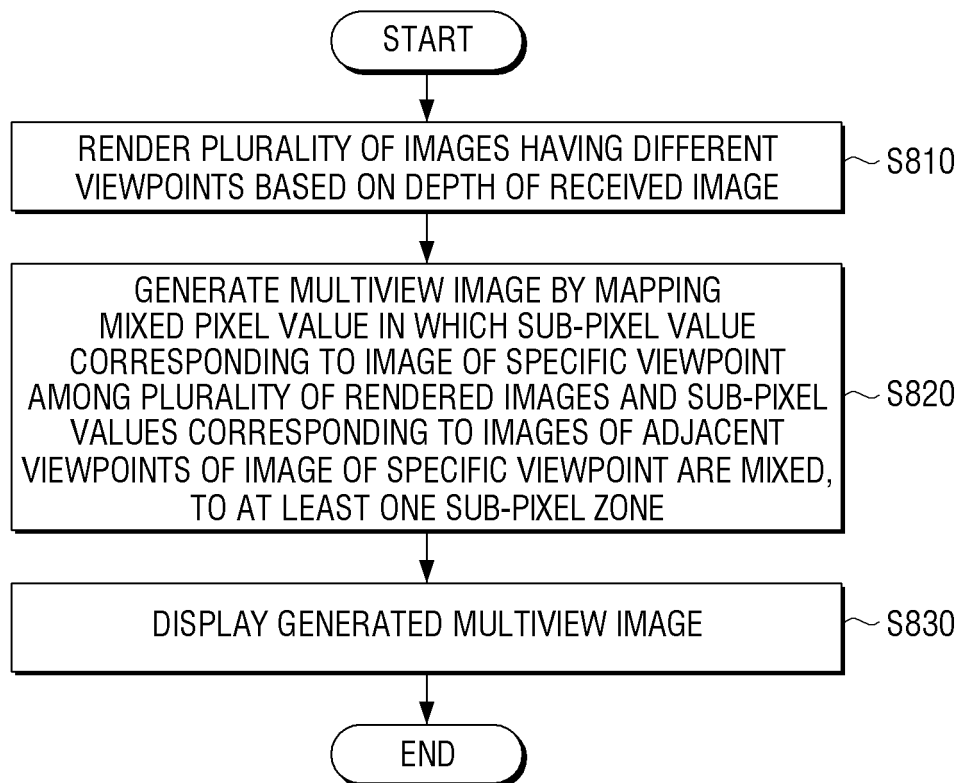 START
RENDER PLURALITY OF IMAGES HAVING DIFFERENT
VIEWPOINTS BASED ON DEPTH OF RECEIVED IMAGE
S810
GENERATE MULTIVIEW IMAGE BY MAPPING
MIXED PIXEL VALUE IN WHICH SUB-PIXEL VALUE
CORRESPONDING TO IMAGE OF SPECIFIC VIEWPOINT
AMONG PLURALITY OF RENDERED IMAGES AND SUB-PIXEL
VALUES CORRESPONDING TO IMAGES OF ADJACENT
VIEWPOINTS OF IMAGE OF SPECIFIC VIEWPOINT ARE MIXED,
TO AT LEAST ONE SUB-PIXEL ZONE
S820
DISPLAY GENERATED MULTIVIEW IMAGE
S830
END